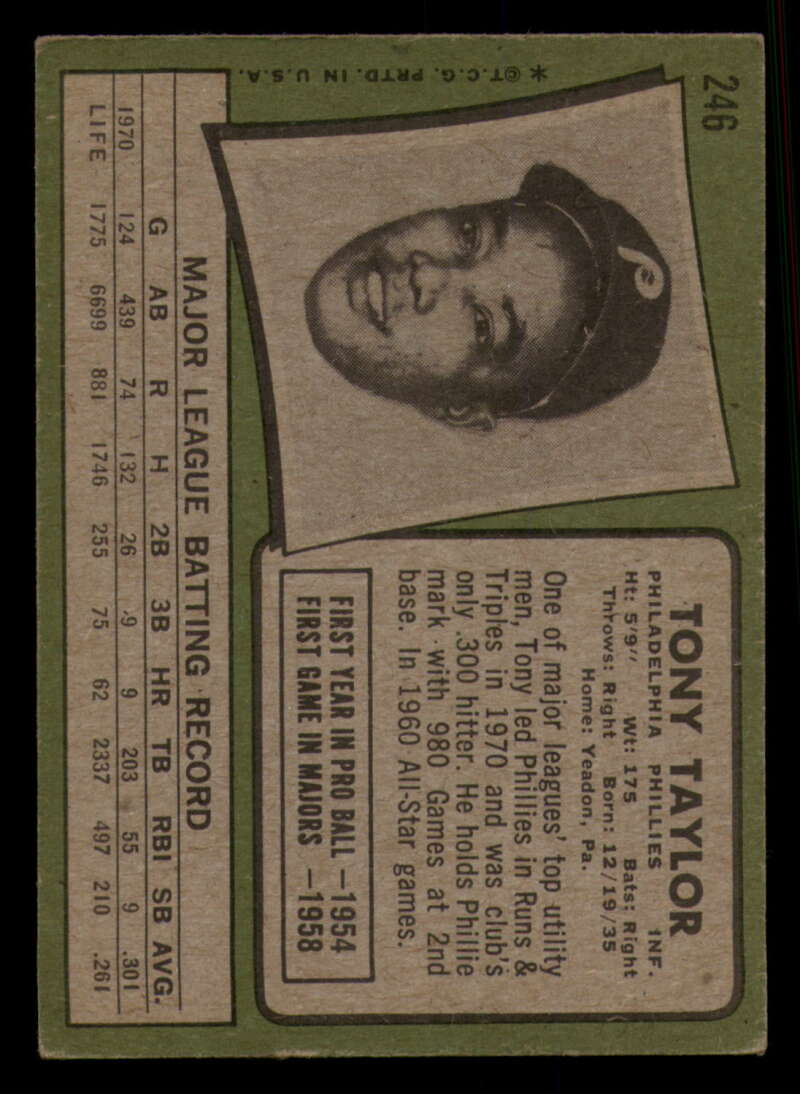 246
*©T.C.G. PRTD. IN U.S.A.
P
TONY TAYLOR
PHILADELPHIA PHILLIES INF.
Ht: 5'9" Wt: 175 Bats: Right
Throws: Right Born: 12/19/35
Home: Yeadon, Pa.
One of major leagues' top utility
men, Tony led Phillies in Runs &
Triples in 1970 and was club's
only .300 hitter. He holds Phillie
mark with 980 Games at 2nd
base. In 1960 All-Star games.
FIRST YEAR IN PRO BALL —1954
FIRST GAME IN MAJORS —1958
MAJOR LEAGUE BATTING RECORD
G AB R H 2B 3B HR TB RBI SB AVG.
1970 124 439 74 132 26 9 9 203 55 9 .301
LIFE 1775 6699 881 1746 255 75 62 2337 497 210 .261